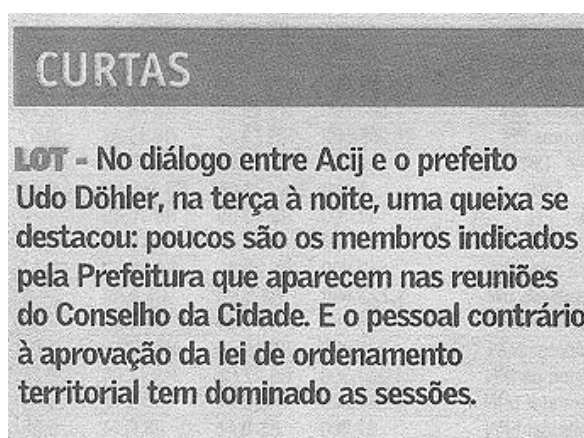 CURTAS
LOT - No diálogo entre Acij e o prefeito
Udo Döhler, na terça à noite, uma queixa se
destacou: poucos são os membros indicados
pela Prefeitura que aparecem nas reuniões
do Conselho da Cidade. E o pessoal contrário
à aprovação da lei de ordenamento
territorial tem dominado as sessões.